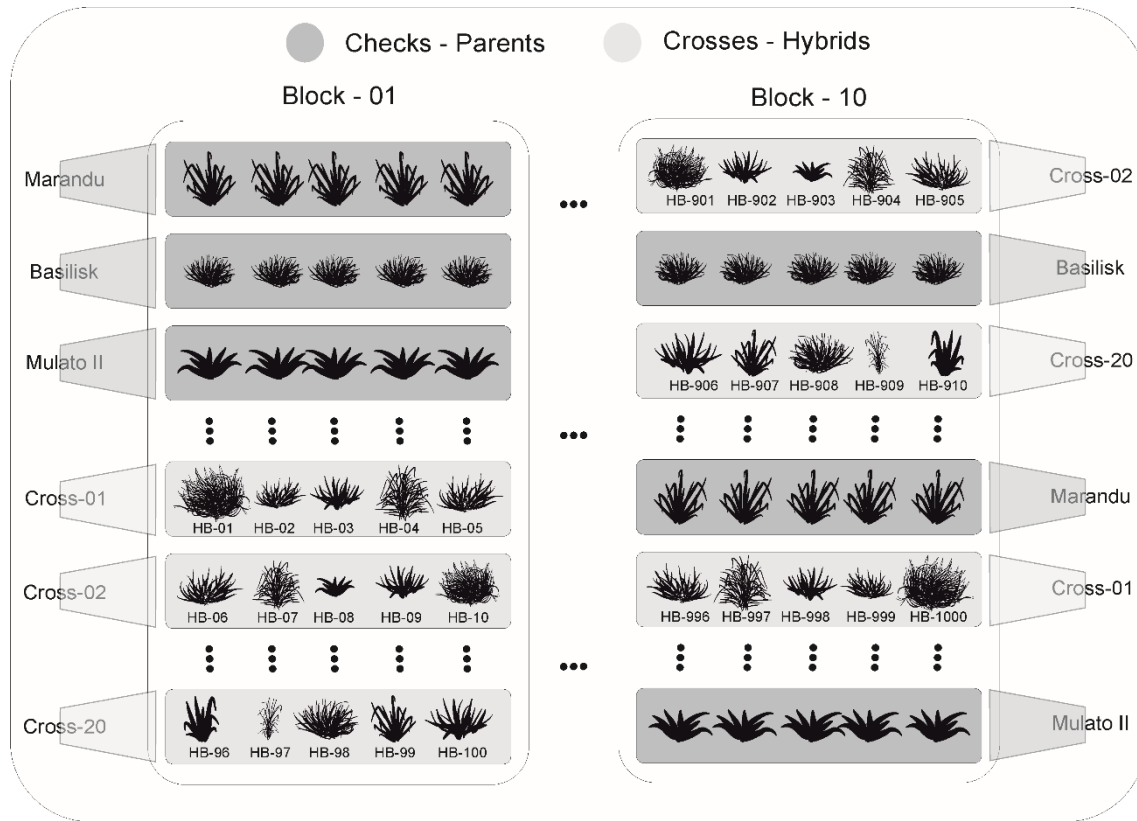 Checks - Parents
Crosses - Hybrids
Block - 01
Block - 10
Marandu
Basilisk
Mulato II
Cross-01
HB-01 HB-02 HB-03 HB-04 HB-05
Cross-02
HB-06 HB-07 HB-08 HB-09 HB-10
Cross-20
HB-96 HB-97 HB-98 HB-99 HB-100
Cross-02
HB-901 HB-902 HB-903 HB-904 HB-905
Basilisk
Cross-20
HB-906 HB-907 HB-908 HB-909 HB-910
Marandu
Cross-01
HB-996 HB-997 HB-998 HB-999 HB-1000
Mulato II